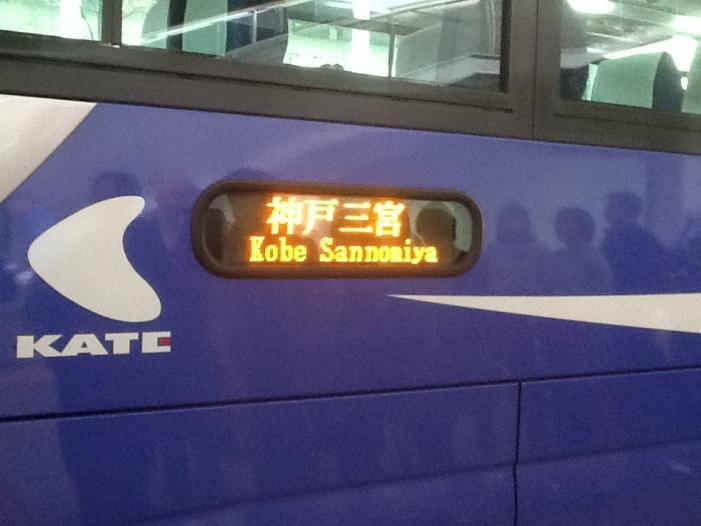 神戸三宮
Kobe Sannomiya
KATE